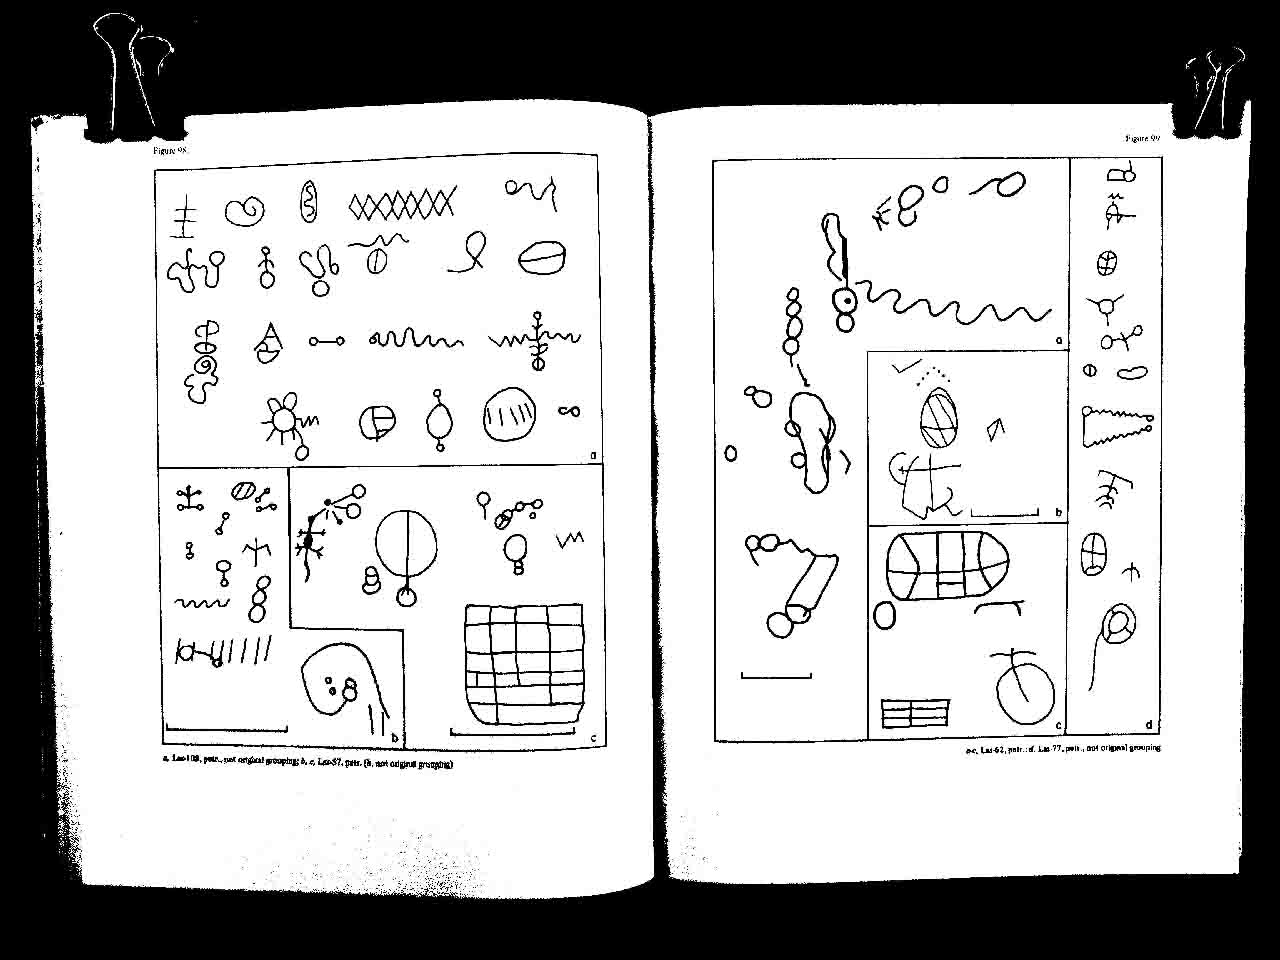 Figure 98.
a
b
c
a, Las-108, petr., not original grouping; b, c, Las-57, petr. (b, not original grouping)
Figure 99
a
b
c
d
a-c, Las-62, petr.; d, Las-77, petr., not original grouping